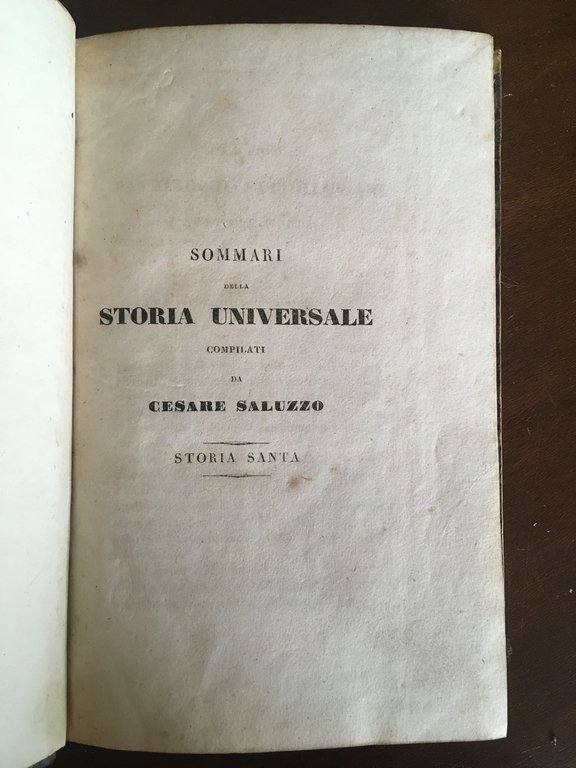 SOMMARI
DELLA
STORIA UNIVERSALE
COMPILATI
DA
CESARE SALUZZO
STORIA SANTA